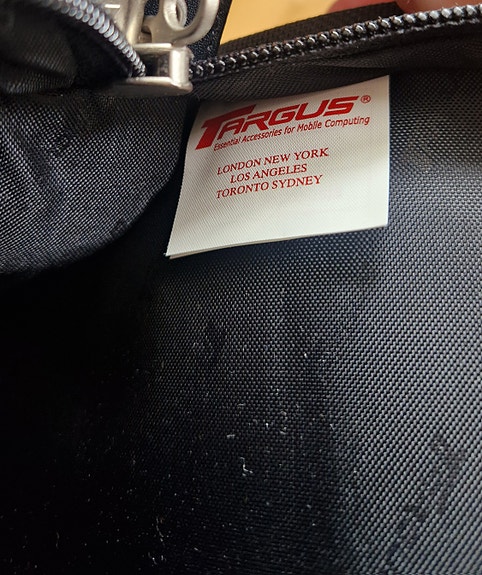 TARGUS®
Essential Accessories for Mobile Computing
LONDON NEW YORK
LOS ANGELES
TORONTO SYDNEY